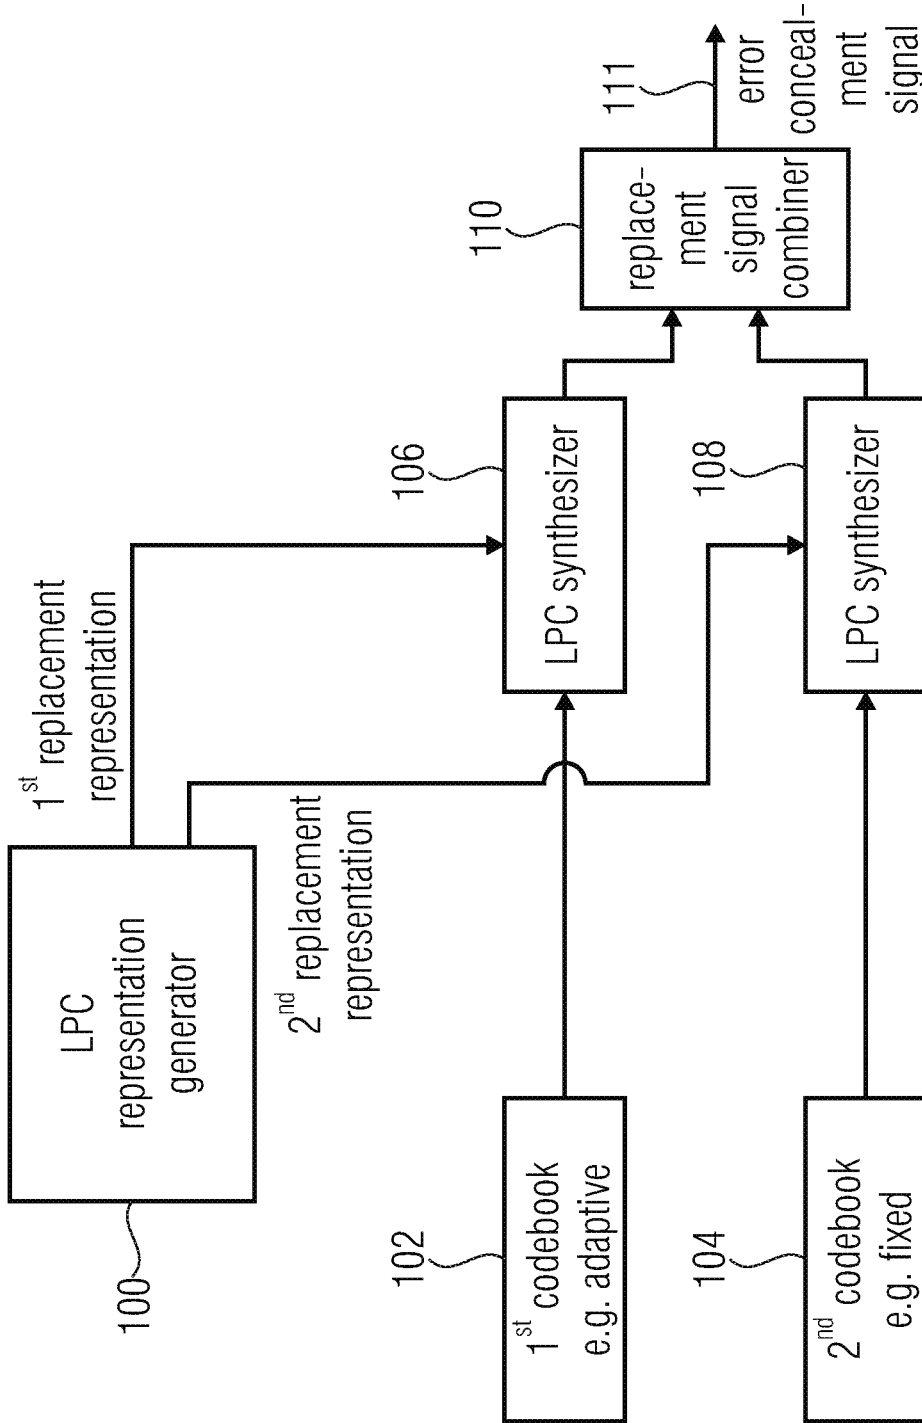 100
LPC
representation
generator
1st replacement
representation
2nd replacement
representation
102
1st codebook
e.g. adaptive
106
LPC synthesizer
104
2nd codebook
e.g. fixed
108
LPC synthesizer
110
replace-
ment
signal
combiner
111
error
conceal-
ment
signal